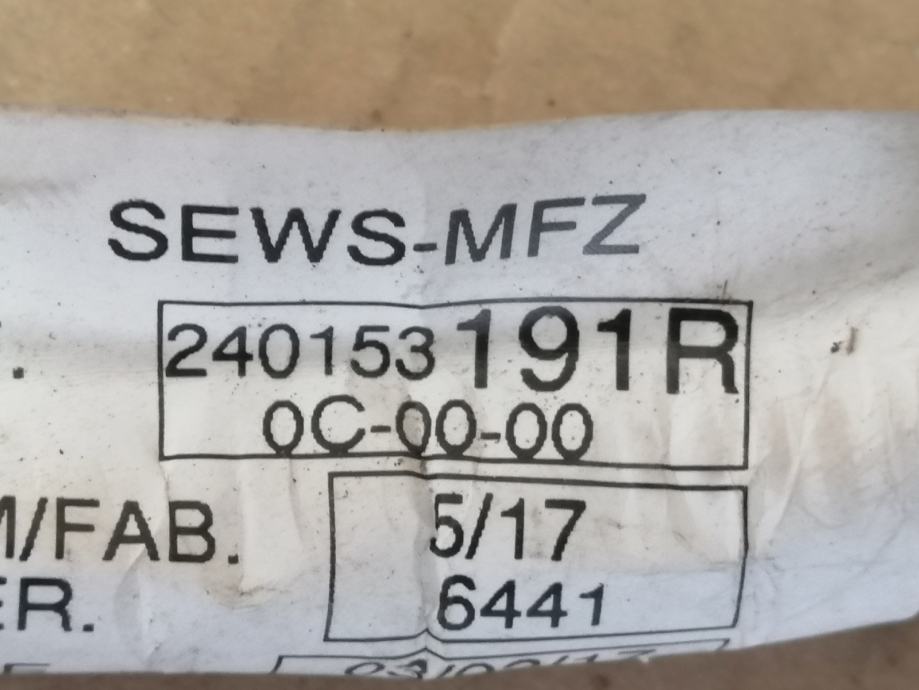 SEWS-MFZ
240153191R
0C-00-00
M/FAB. 5/17
ER. 6441